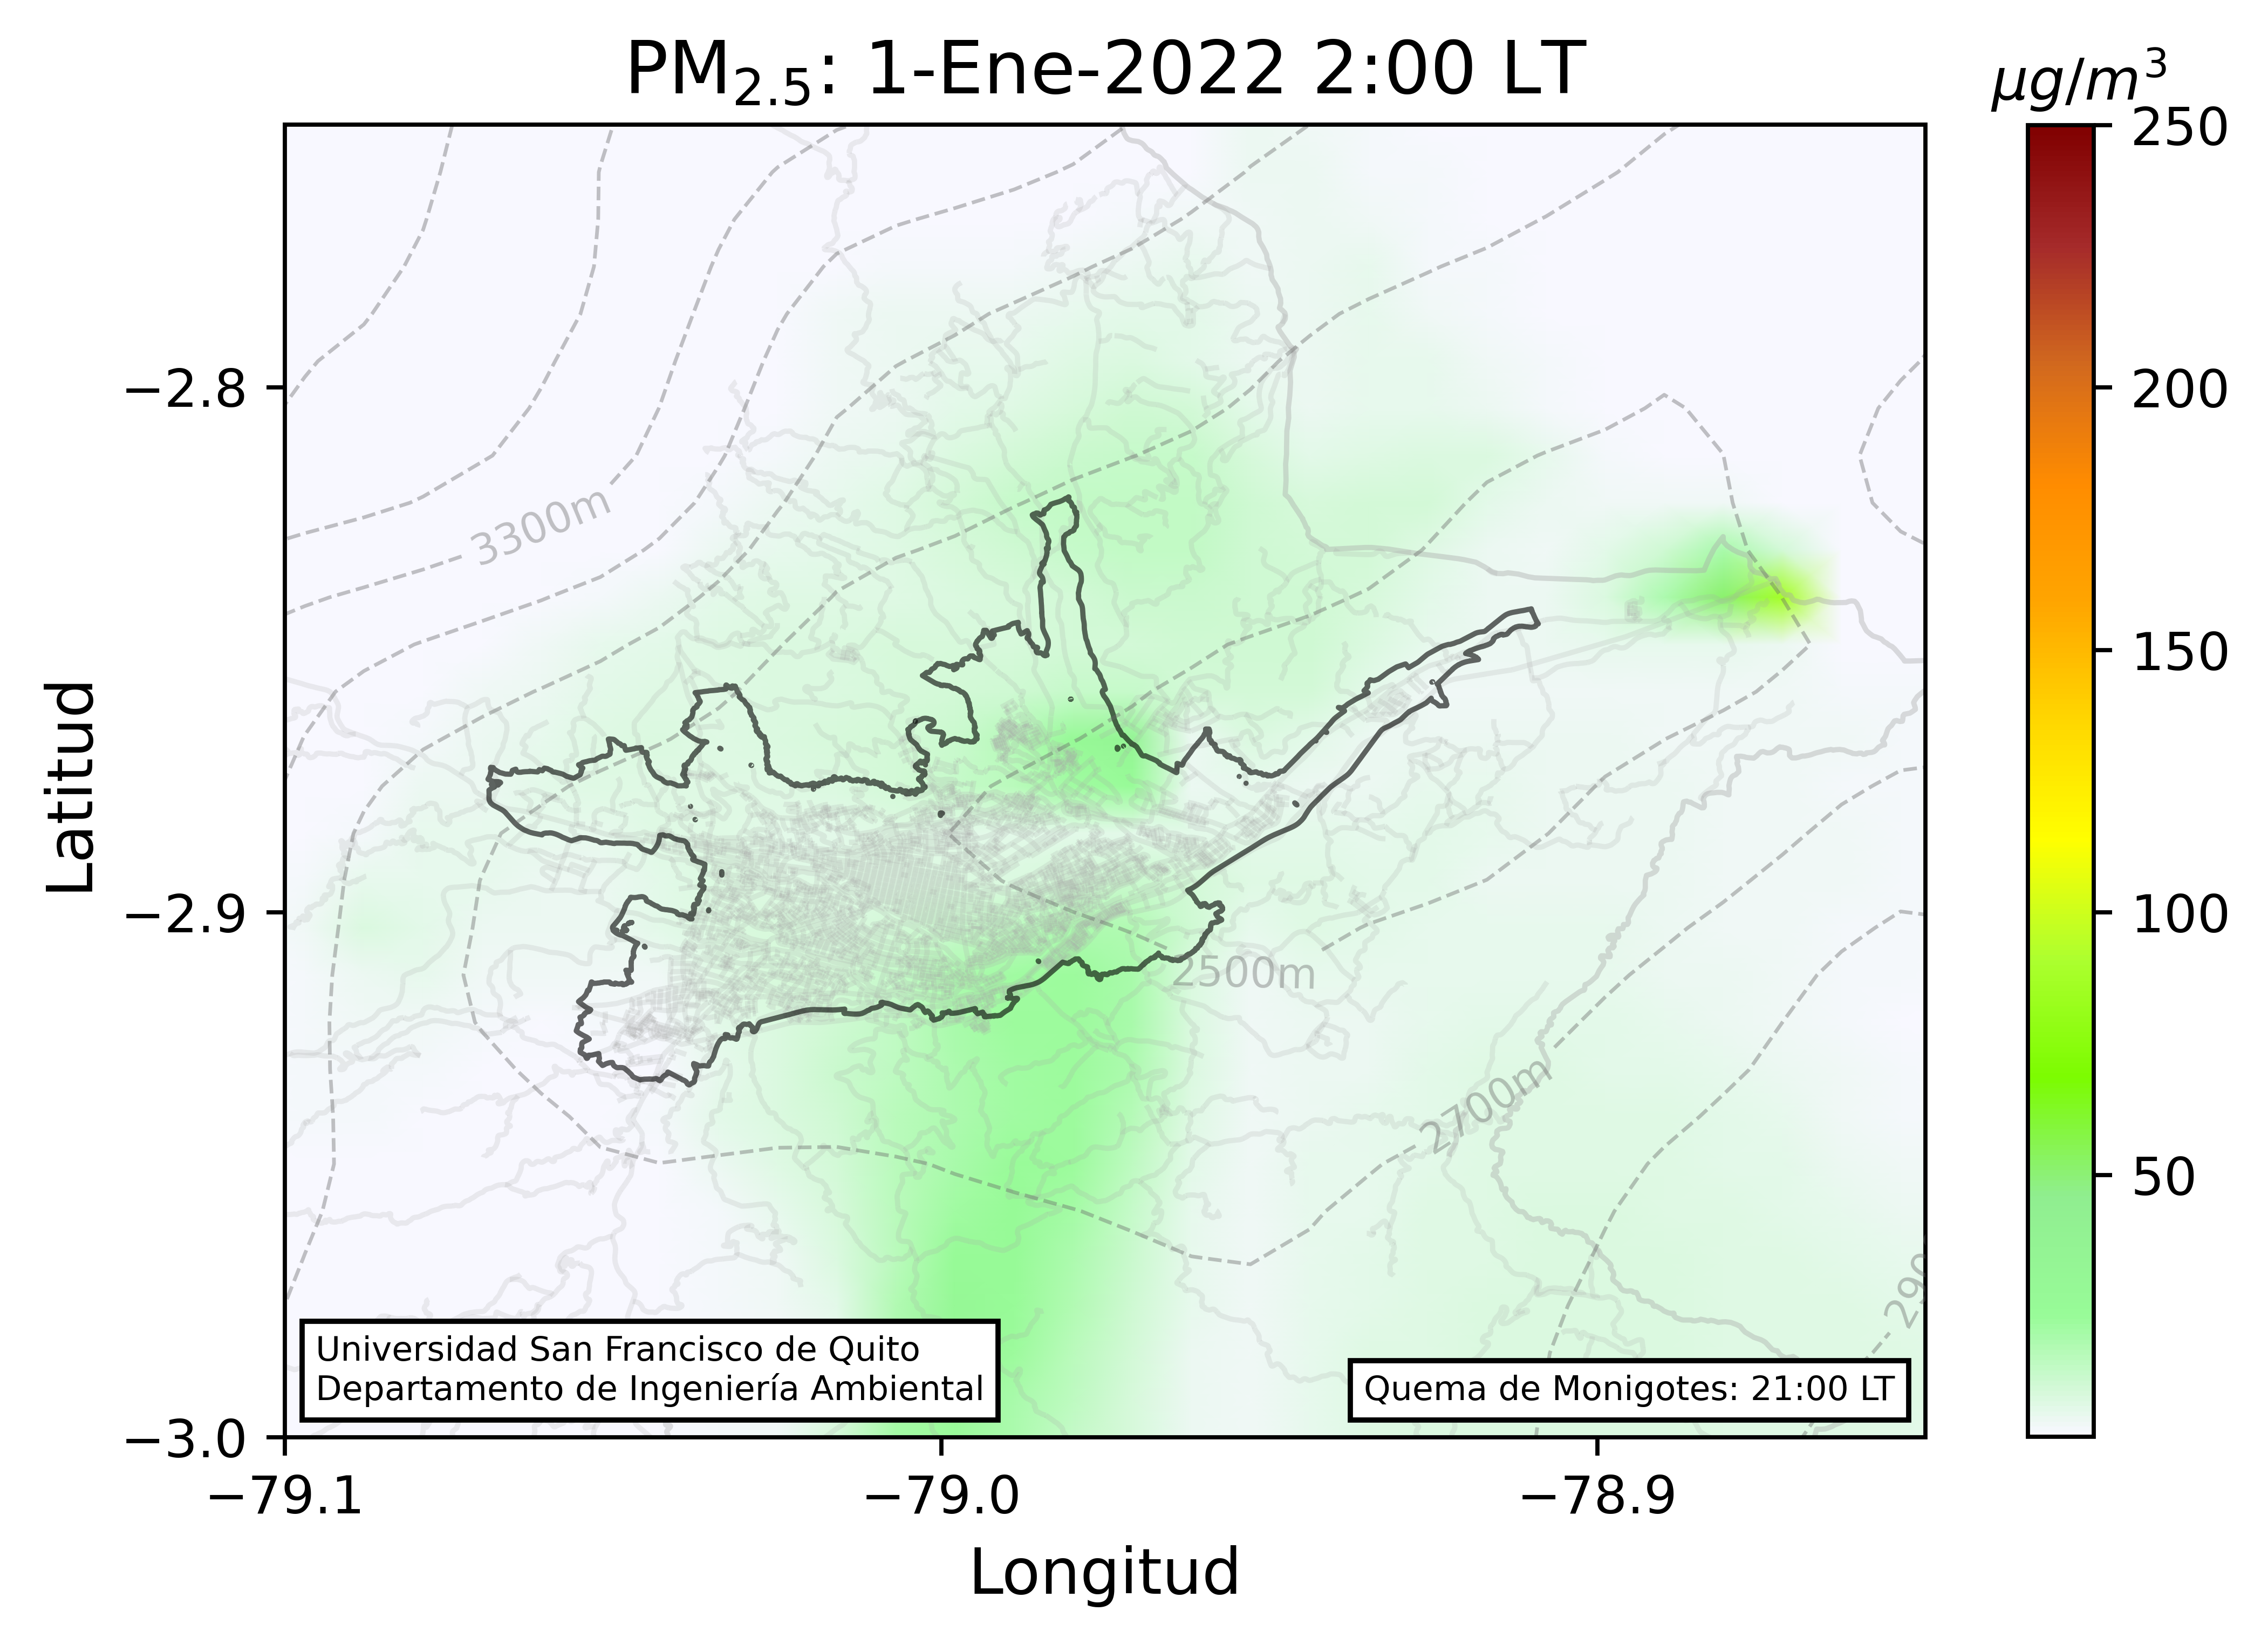 PM2.5: 1-Ene-2022 2:00 LT
μg/m³
250
200
150
100
50
−2.8
−2.9
−3.0
−79.1
−79.0
−78.9
Latitud
Longitud
3300m
2500m
2700m
290
Universidad San Francisco de Quito
Departamento de Ingeniería Ambiental
Quema de Monigotes: 21:00 LT